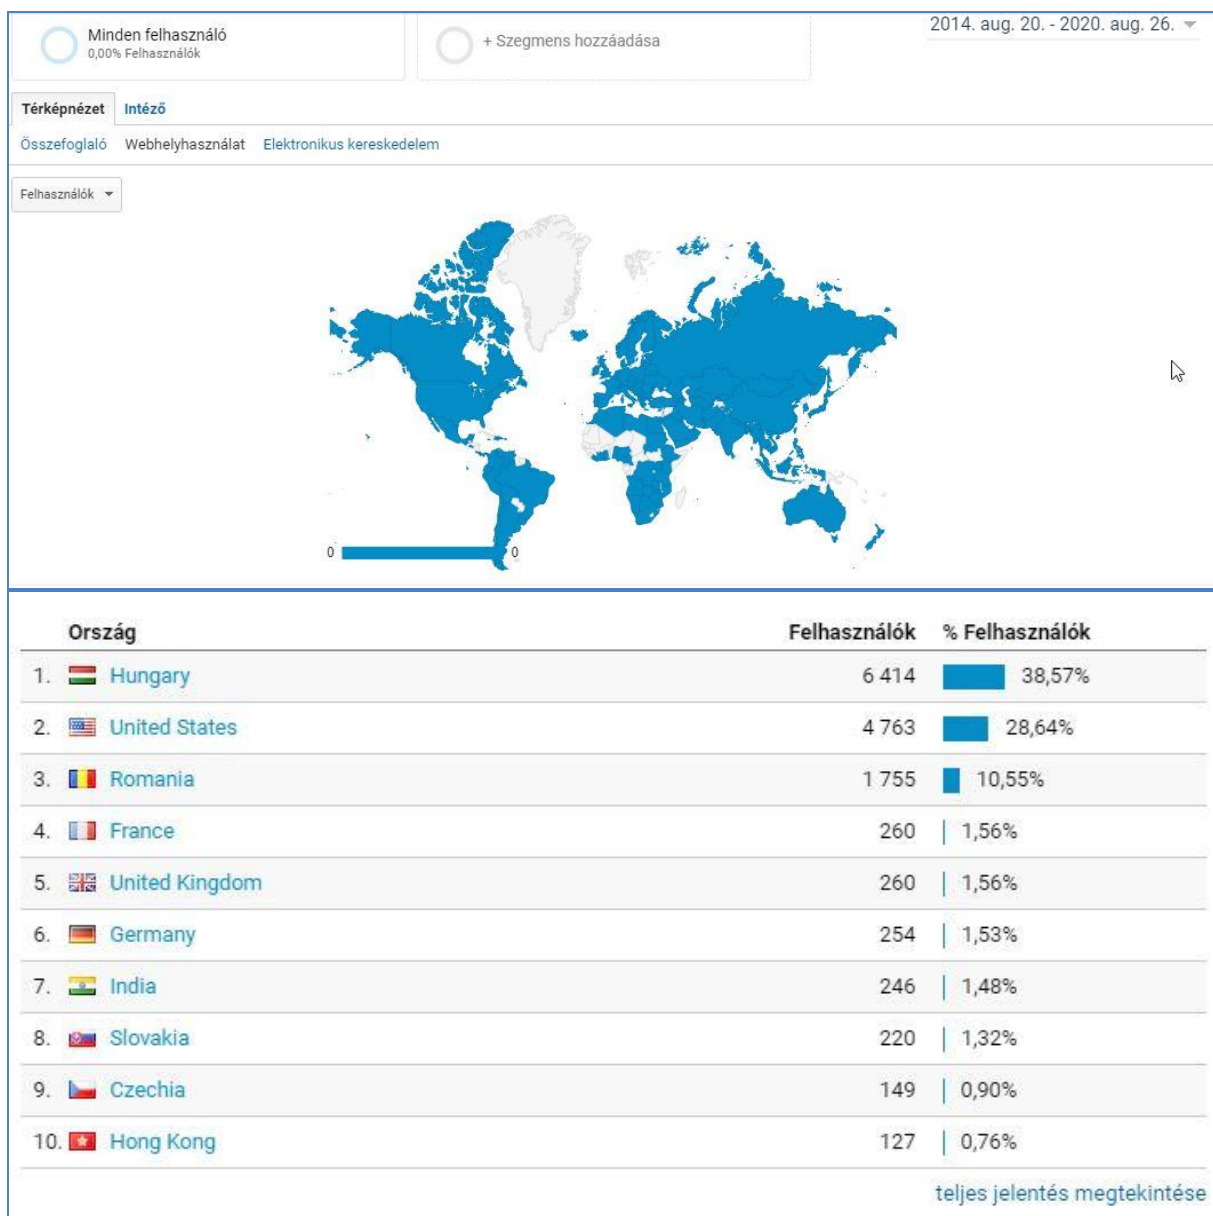 Minden felhasználó
0,00% Felhasználók
+ Szegmens hozzáadása
2014. aug. 20. - 2020. aug. 26.
Térképnézet Intéző
Összefoglaló Webhelyhasználat Elektronikus kereskedelem
Felhasználók
0 0
Ország Felhasználók % Felhasználók
1. Hungary 6 414 38,57%
2. United States 4 763 28,64%
3. Romania 1 755 10,55%
4. France 260 1,56%
5. United Kingdom 260 1,56%
6. Germany 254 1,53%
7. India 246 1,48%
8. Slovakia 220 1,32%
9. Czechia 149 0,90%
10. Hong Kong 127 0,76%
teljes jelentés megtekintése